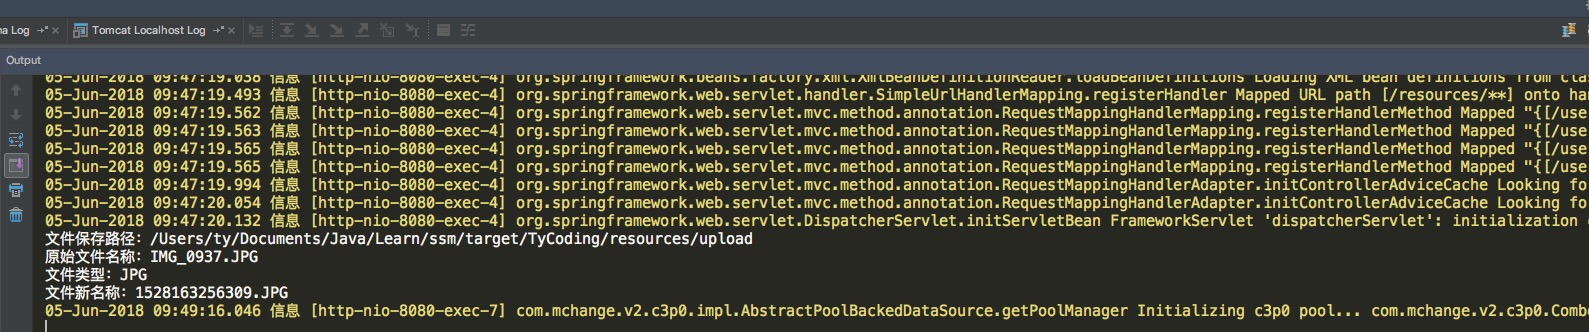 na Log
Tomcat Localhost Log
Output
05-Jun-2018 09:47:19.038 信息 [http-nio-8080-exec-4] org.springframework.beans.factory.xml.XmlBeanDefinitionReader.loadBeanDefinitions Loading XML bean definitions from clas
05-Jun-2018 09:47:19.493 信息 [http-nio-8080-exec-4] org.springframework.web.servlet.handler.SimpleUrlHandlerMapping.registerHandler Mapped URL path [/resources/**] onto han
05-Jun-2018 09:47:19.562 信息 [http-nio-8080-exec-4] org.springframework.web.servlet.mvc.method.annotation.RequestMappingHandlerMapping.registerHandlerMethod Mapped "{[/use
05-Jun-2018 09:47:19.563 信息 [http-nio-8080-exec-4] org.springframework.web.servlet.mvc.method.annotation.RequestMappingHandlerMapping.registerHandlerMethod Mapped "{[/use
05-Jun-2018 09:47:19.565 信息 [http-nio-8080-exec-4] org.springframework.web.servlet.mvc.method.annotation.RequestMappingHandlerMapping.registerHandlerMethod Mapped "{[/use
05-Jun-2018 09:47:19.565 信息 [http-nio-8080-exec-4] org.springframework.web.servlet.mvc.method.annotation.RequestMappingHandlerMapping.registerHandlerMethod Mapped "{[/use
05-Jun-2018 09:47:19.994 信息 [http-nio-8080-exec-4] org.springframework.web.servlet.mvc.method.annotation.RequestMappingHandlerAdapter.initControllerAdviceCache Looking fo
05-Jun-2018 09:47:20.054 信息 [http-nio-8080-exec-4] org.springframework.web.servlet.mvc.method.annotation.RequestMappingHandlerAdapter.initControllerAdviceCache Looking fo
05-Jun-2018 09:47:20.132 信息 [http-nio-8080-exec-4] org.springframework.web.servlet.DispatcherServlet.initServletBean FrameworkServlet 'dispatcherServlet': initialization
文件保存路径：/Users/ty/Documents/Java/Learn/ssm/target/TyCoding/resources/upload
原始文件名称：IMG_0937.JPG
文件类型：JPG
文件新名称：1528163256309.JPG
05-Jun-2018 09:49:16.046 信息 [http-nio-8080-exec-7] com.mchange.v2.c3p0.impl.AbstractPoolBackedDataSource.getPoolManager Initializing c3p0 pool... com.mchange.v2.c3p0.Comb